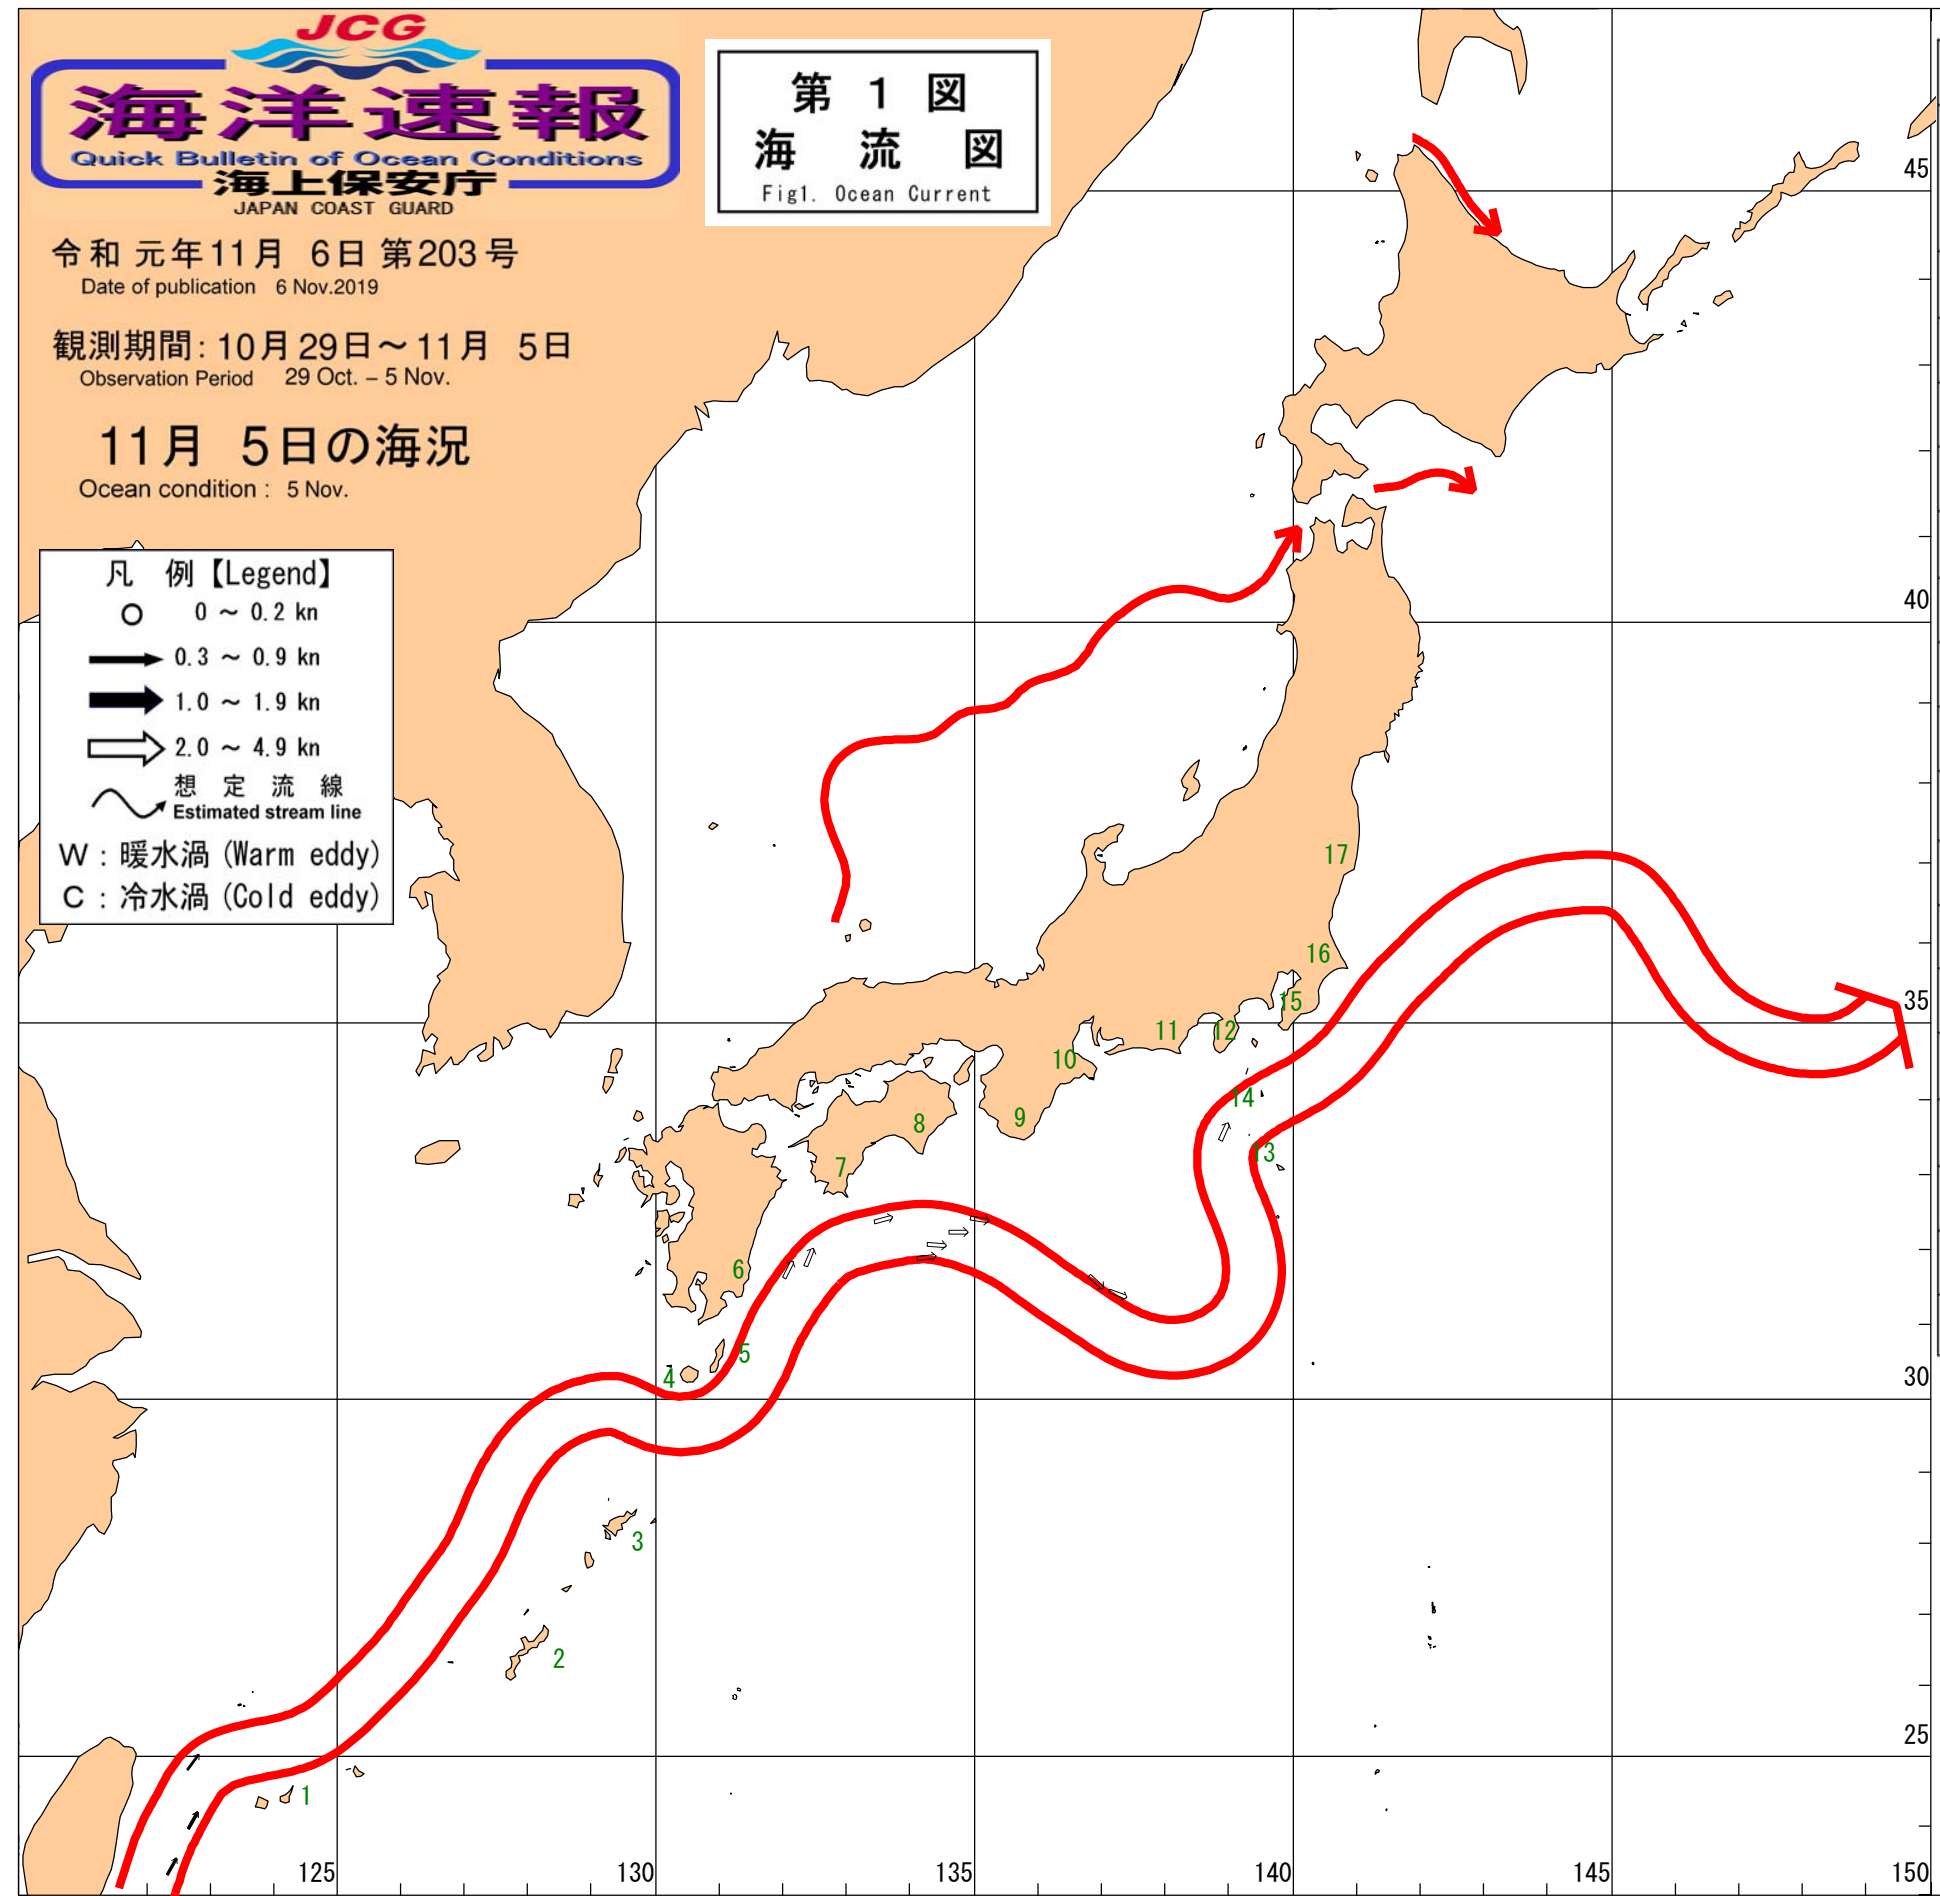 JCG
海洋速報
Quick Bulletin of Ocean Conditions
海上保安庁
JAPAN COAST GUARD
令和 元年11月 6日 第203号
Date of publication 6 Nov.2019
観測期間：10月29日～11月 5日
Observation Period 29 Oct. – 5 Nov.
11月 5日の海況
Ocean condition : 5 Nov.
第 1 図
海 流 図
Fig1. Ocean Current
凡 例【Legend】
0 ～ 0.2 kn
0.3 ～ 0.9 kn
1.0 ～ 1.9 kn
2.0 ～ 4.9 kn
想 定 流 線
Estimated stream line
W : 暖水渦 (Warm eddy)
C : 冷水渦 (Cold eddy)
45
40
17
16
35
15
12
11
10
14
9
8
13
7
6
5
4
30
3
2
25
1
125
130
135
140
145
150